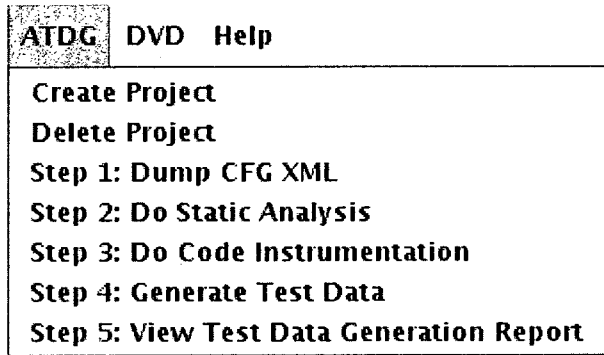 ATDG DVD Help
Create Project
Delete Project
Step 1: Dump CFG XML
Step 2: Do Static Analysis
Step 3: Do Code Instrumentation
Step 4: Generate Test Data
Step 5: View Test Data Generation Report